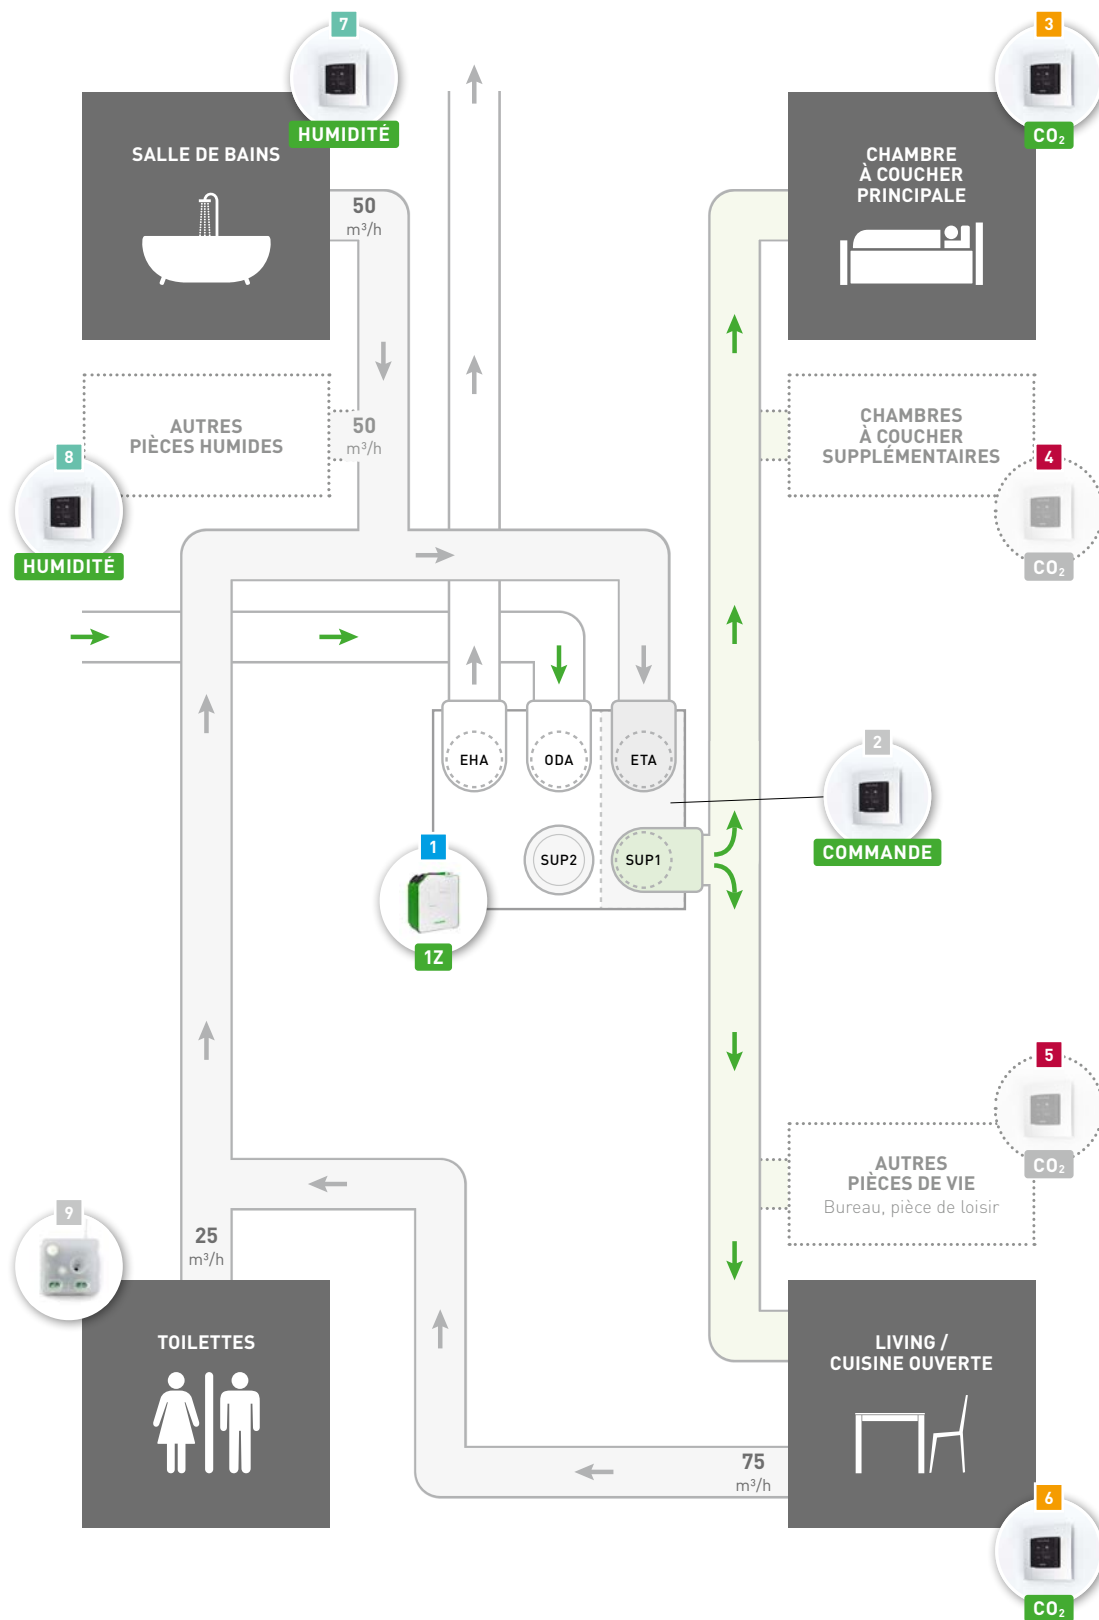 7
HUMIDITÉ
SALLE DE BAINS
50
m³/h
3
CO₂
CHAMBRE
À COUCHER
PRINCIPALE
AUTRES
PIÈCES HUMIDES
50
m³/h
8
HUMIDITÉ
CHAMBRES
À COUCHER
SUPPLÉMENTAIRES
4
CO₂
EHA
ODA
ETA
SUP2
SUP1
2
COMMANDE
1
1Z
5
CO₂
AUTRES
PIÈCES DE VIE
Bureau, pièce de loisir
9
25
m³/h
TOILETTES
LIVING /
CUISINE OUVERTE
75
m³/h
6
CO₂